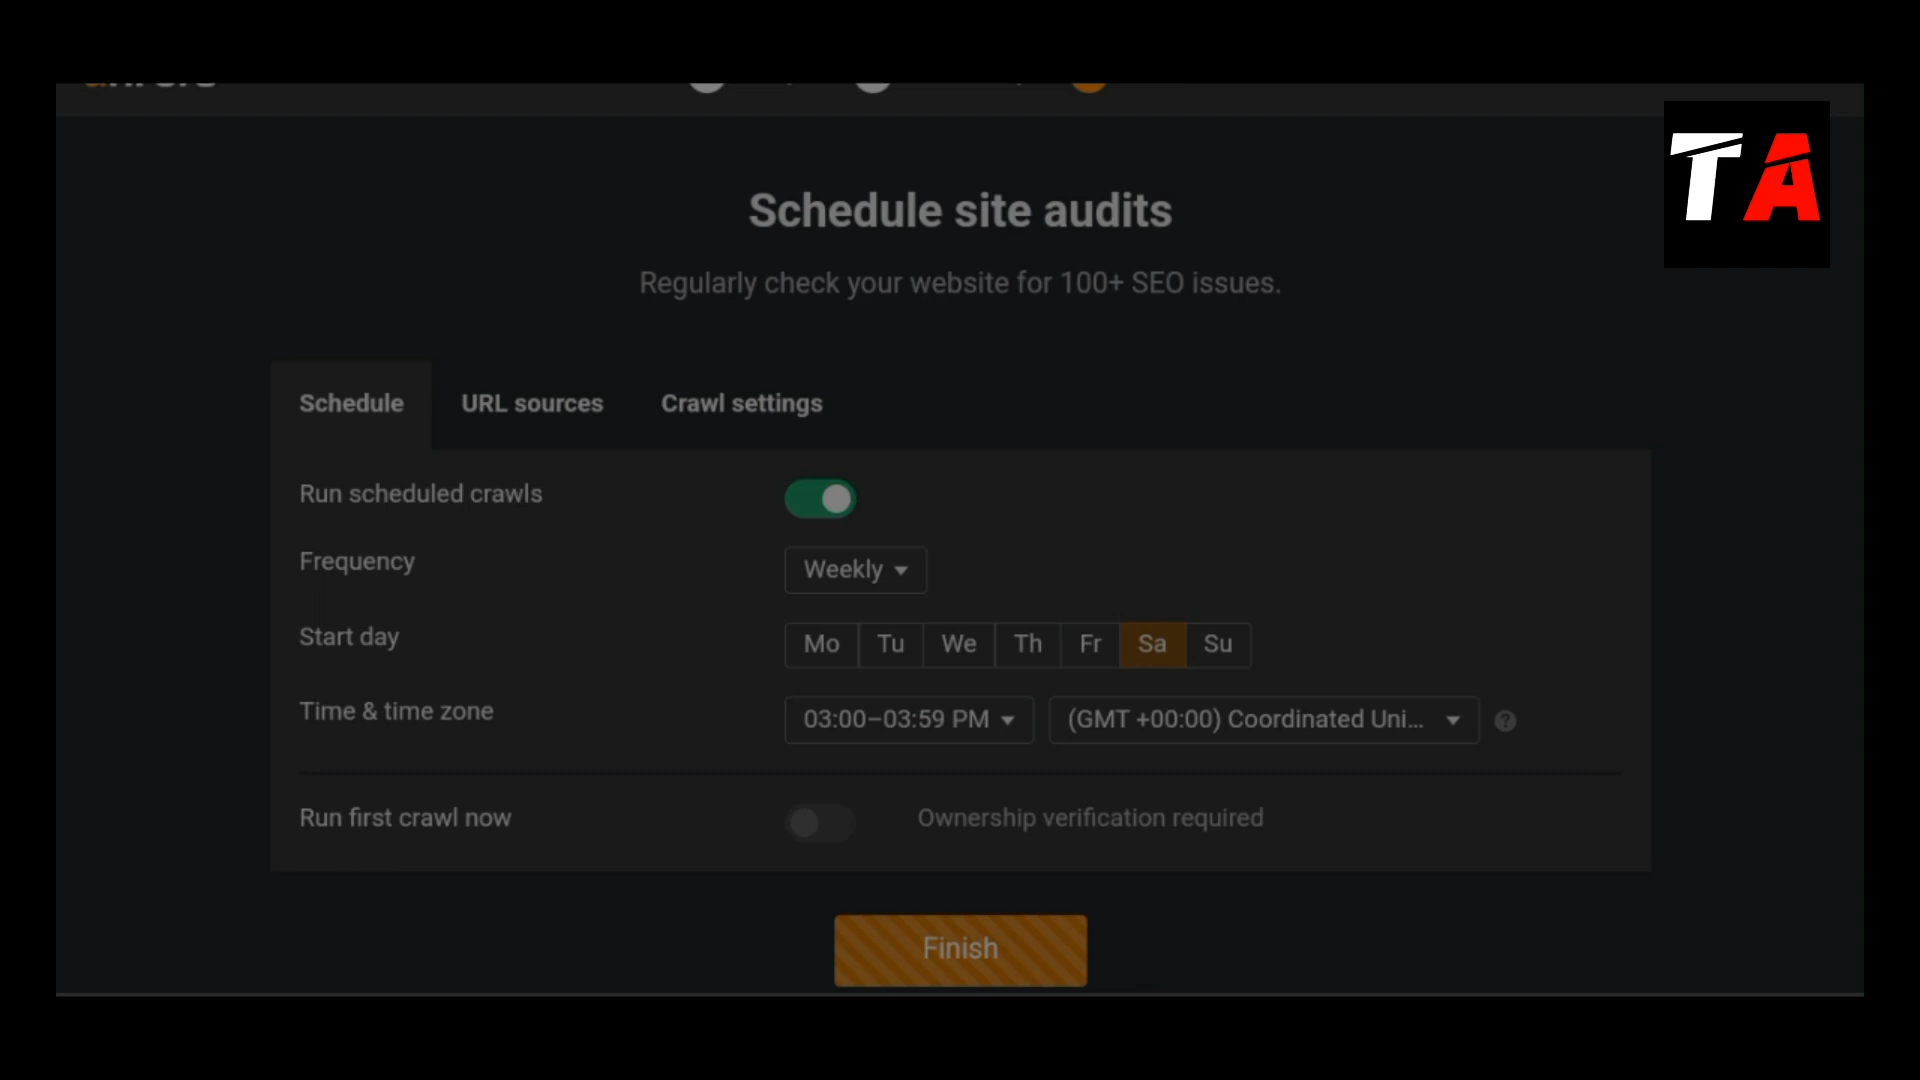 TA
Schedule site audits
Regularly check your website for 100+ SEO issues.
Schedule URL sources Crawl settings
Run scheduled crawls
Frequency Weekly
Start day Mo Tu We Th Fr Sa Su
Time & time zone 03:00–03:59 PM (GMT +00:00) Coordinated Uni... ?
Run first crawl now Ownership verification required
Finish